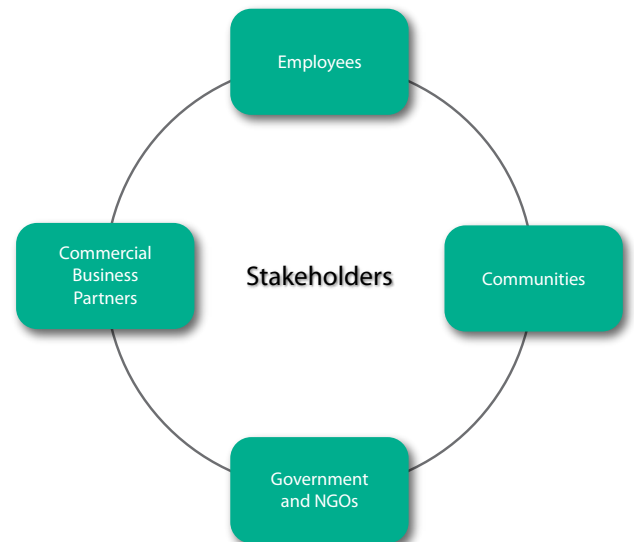 Employees
Commercial
Business
Partners
Stakeholders
Communities
Government
and NGOs